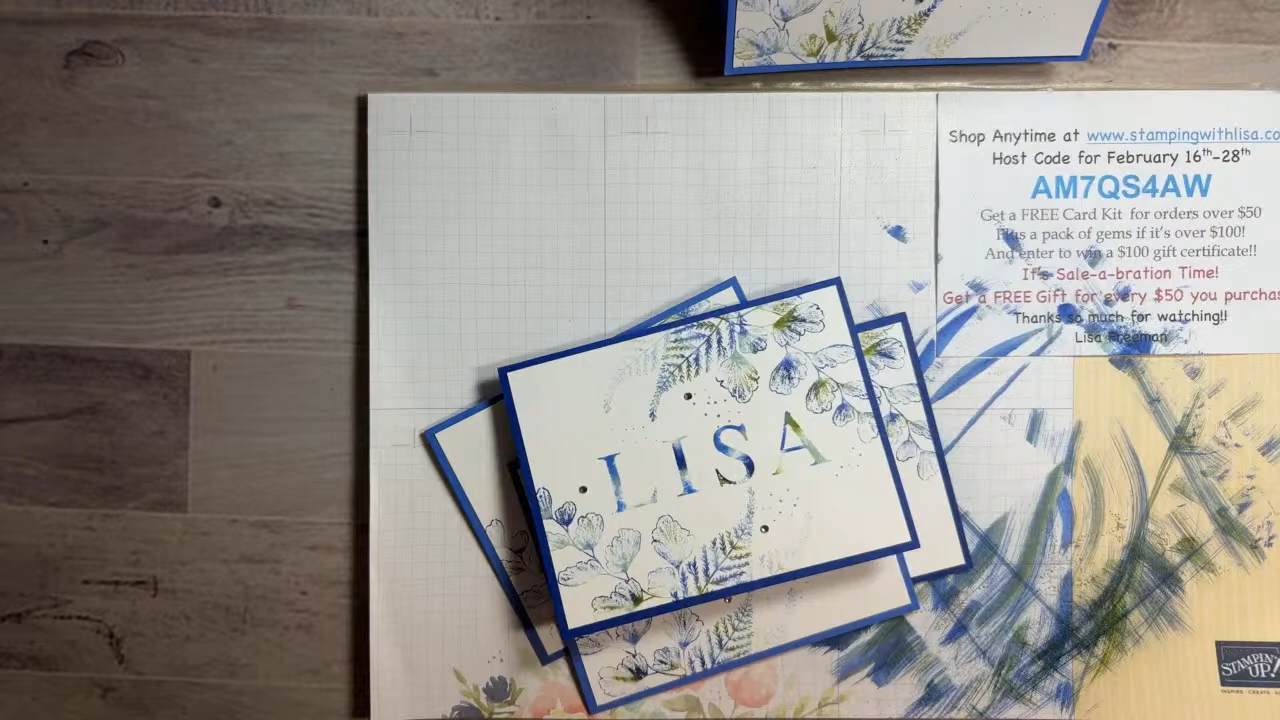 Shop Anytime at www.stampingwithlisa.co
Host Code for February 16th-28th
AM7QS4AW
Get a FREE Card Kit for orders over $50
Plus a pack of gems if it's over $100!
And enter to win a $100 gift certificate!!
It's Sale-a-bration Time!
Get a FREE Gift for every $50 you purchas
Thanks so much for watching!!
Lisa Freeman
LISA
STAMPIN' UP!